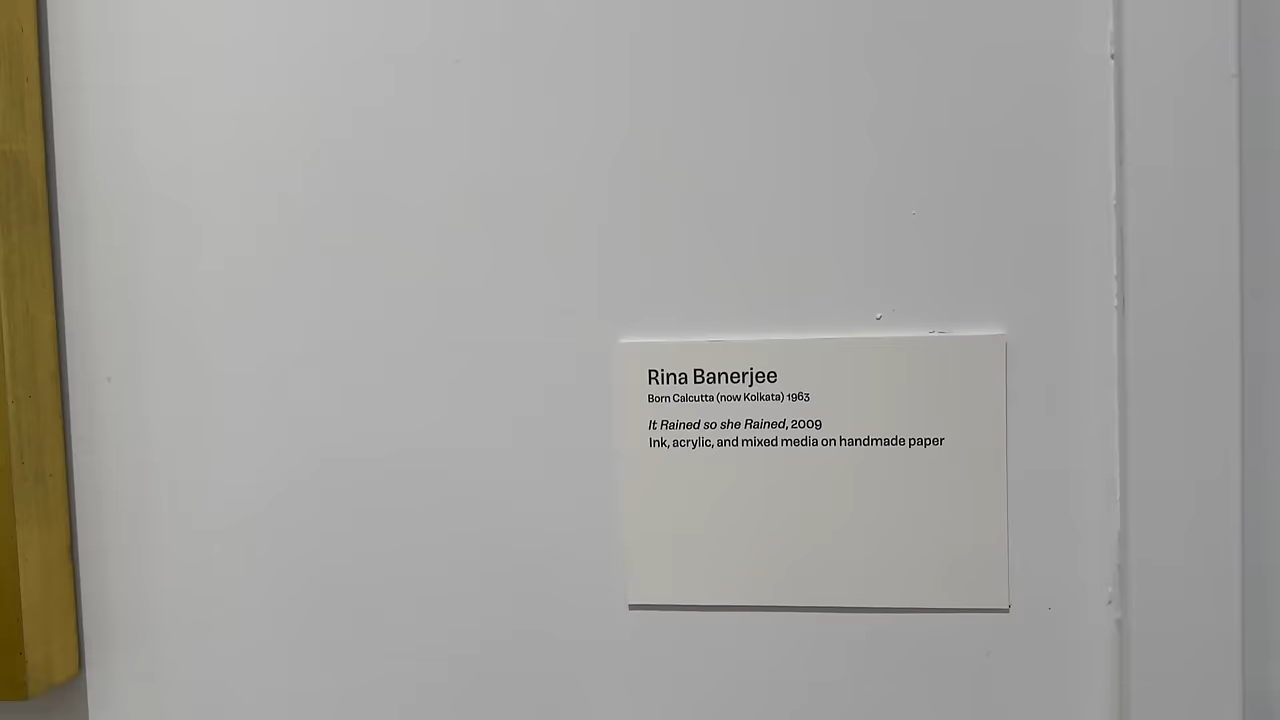 Rina Banerjee
Born Calcutta (now Kolkata) 1963
It Rained so she Rained, 2009
Ink, acrylic, and mixed media on handmade paper